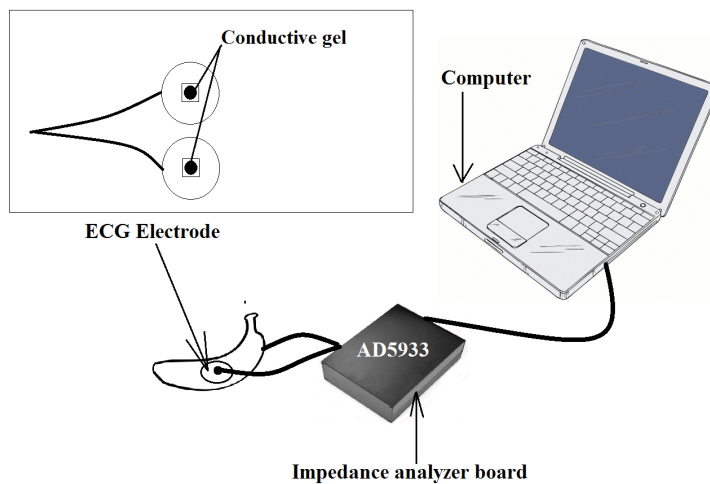 Conductive gel
Computer
ECG Electrode
AD5933
Impedance analyzer board